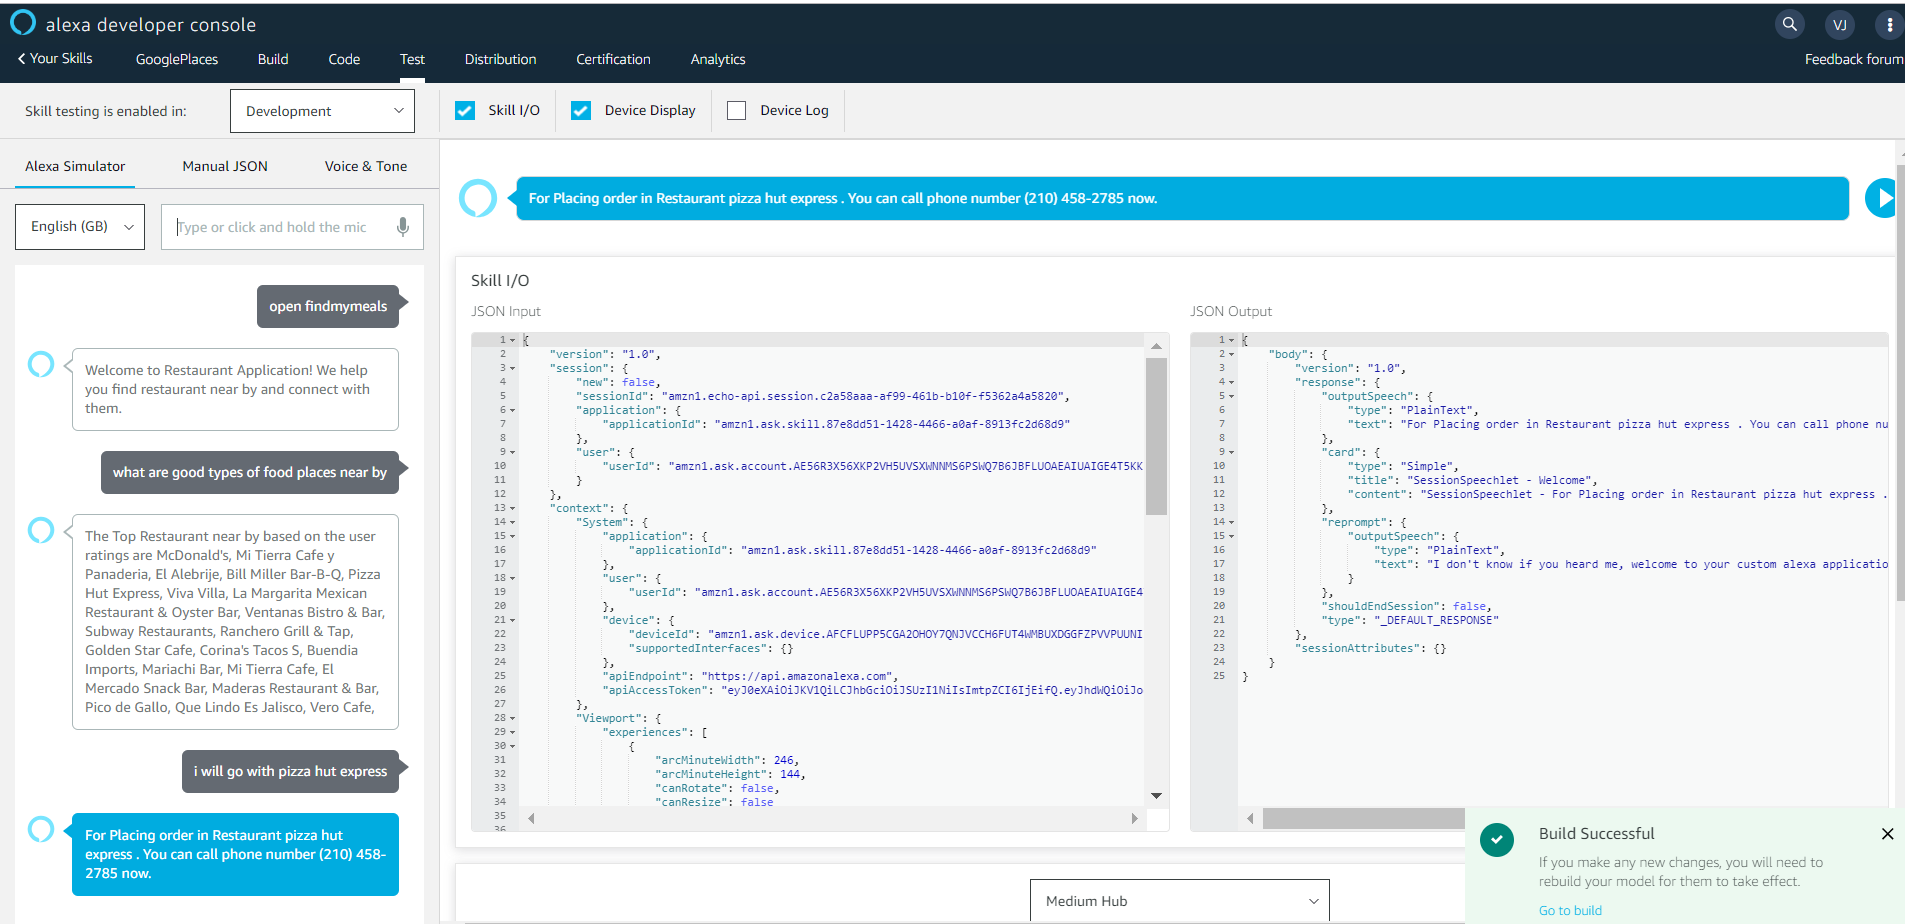 alexa developer console
VJ
Your Skills
GooglePlaces
Build
Code
Test
Distribution
Certification
Analytics
Feedback forum
Skill testing is enabled in:
Development
Skill I/O
Device Display
Device Log
Alexa Simulator
Manual JSON
Voice & Tone
English (GB)
Type or click and hold the mic
open findmymeals
Welcome to Restaurant Application! We help
you find restaurant near by and connect with
them.
what are good types of food places near by
The Top Restaurant near by based on the user
ratings are McDonald's, Mi Tierra Cafe y
Panaderia, El Alebrije, Bill Miller Bar-B-Q, Pizza
Hut Express, Viva Villa, La Margarita Mexican
Restaurant & Oyster Bar, Ventanas Bistro & Bar,
Subway Restaurants, Ranchero Grill & Tap,
Golden Star Cafe, Corina's Tacos S, Buendia
Imports, Mariachi Bar, Mi Tierra Cafe, El
Mercado Snack Bar, Maderas Restaurant & Bar,
Pico de Gallo, Que Lindo Es Jalisco, Vero Cafe,
i will go with pizza hut express
For Placing order in Restaurant pizza hut
express . You can call phone number (210) 458-
2785 now.
For Placing order in Restaurant pizza hut express . You can call phone number (210) 458-2785 now.
Skill I/O
JSON Input
1 {
2 "version": "1.0",
3 "session": {
4 "new": false,
5 "sessionId": "amzn1.echo-api.session.c2a58aaa-af99-461b-b10f-f5362a4a5820",
6 "application": {
7 "applicationId": "amzn1.ask.skill.87e8dd51-1428-4466-a0af-8913fc2d68d9"
8 },
9 "user": {
10 "userId": "amzn1.ask.account.AE56R3X56XKP2VH5UVSXWNNMS6PSWQ7B6JBFLUOAEAIUAIGE4T5KK
11 }
12 },
13 "context": {
14 "System": {
15 "application": {
16 "applicationId": "amzn1.ask.skill.87e8dd51-1428-4466-a0af-8913fc2d68d9"
17 },
18 "user": {
19 "userId": "amzn1.ask.account.AE56R3X56XKP2VH5UVSXWNNMS6PSWQ7B6JBFLUOAEAIUAIGE4
20 },
21 "device": {
22 "deviceId": "amzn1.ask.device.AFCFLUPP5CGA2OHOY7QNJVCCH6FUT4WMBUXDGGFZPVVPUUNI
23 "supportedInterfaces": {}
24 },
25 "apiEndpoint": "https://api.amazonalexa.com",
26 "apiAccessToken": "eyJ0eXAiOiJKV1QiLCJhbGciOiJSUzI1NiIsImtpZCI6IjEifQ.eyJhdWQiOiJo
27 },
28 "Viewport": {
29 "experiences": [
30 {
31 "arcMinuteWidth": 246,
32 "arcMinuteHeight": 144,
33 "canRotate": false,
34 "canResize": false
35
36
JSON Output
1 {
2 "body": {
3 "version": "1.0",
4 "response": {
5 "outputSpeech": {
6 "type": "PlainText",
7 "text": "For Placing order in Restaurant pizza hut express . You can call phone nu
8 },
9 "card": {
10 "type": "Simple",
11 "title": "SessionSpeechlet - Welcome",
12 "content": "SessionSpeechlet - For Placing order in Restaurant pizza hut express .
13 },
14 "reprompt": {
15 "outputSpeech": {
16 "type": "PlainText",
17 "text": "I don't know if you heard me, welcome to your custom alexa applicatio
18 }
19 },
20 "shouldEndSession": false,
21 "type": "_DEFAULT_RESPONSE"
22 },
23 "sessionAttributes": {}
24 }
25 }
Medium Hub
Build Successful
If you make any new changes, you will need to
rebuild your model for them to take effect.
Go to build